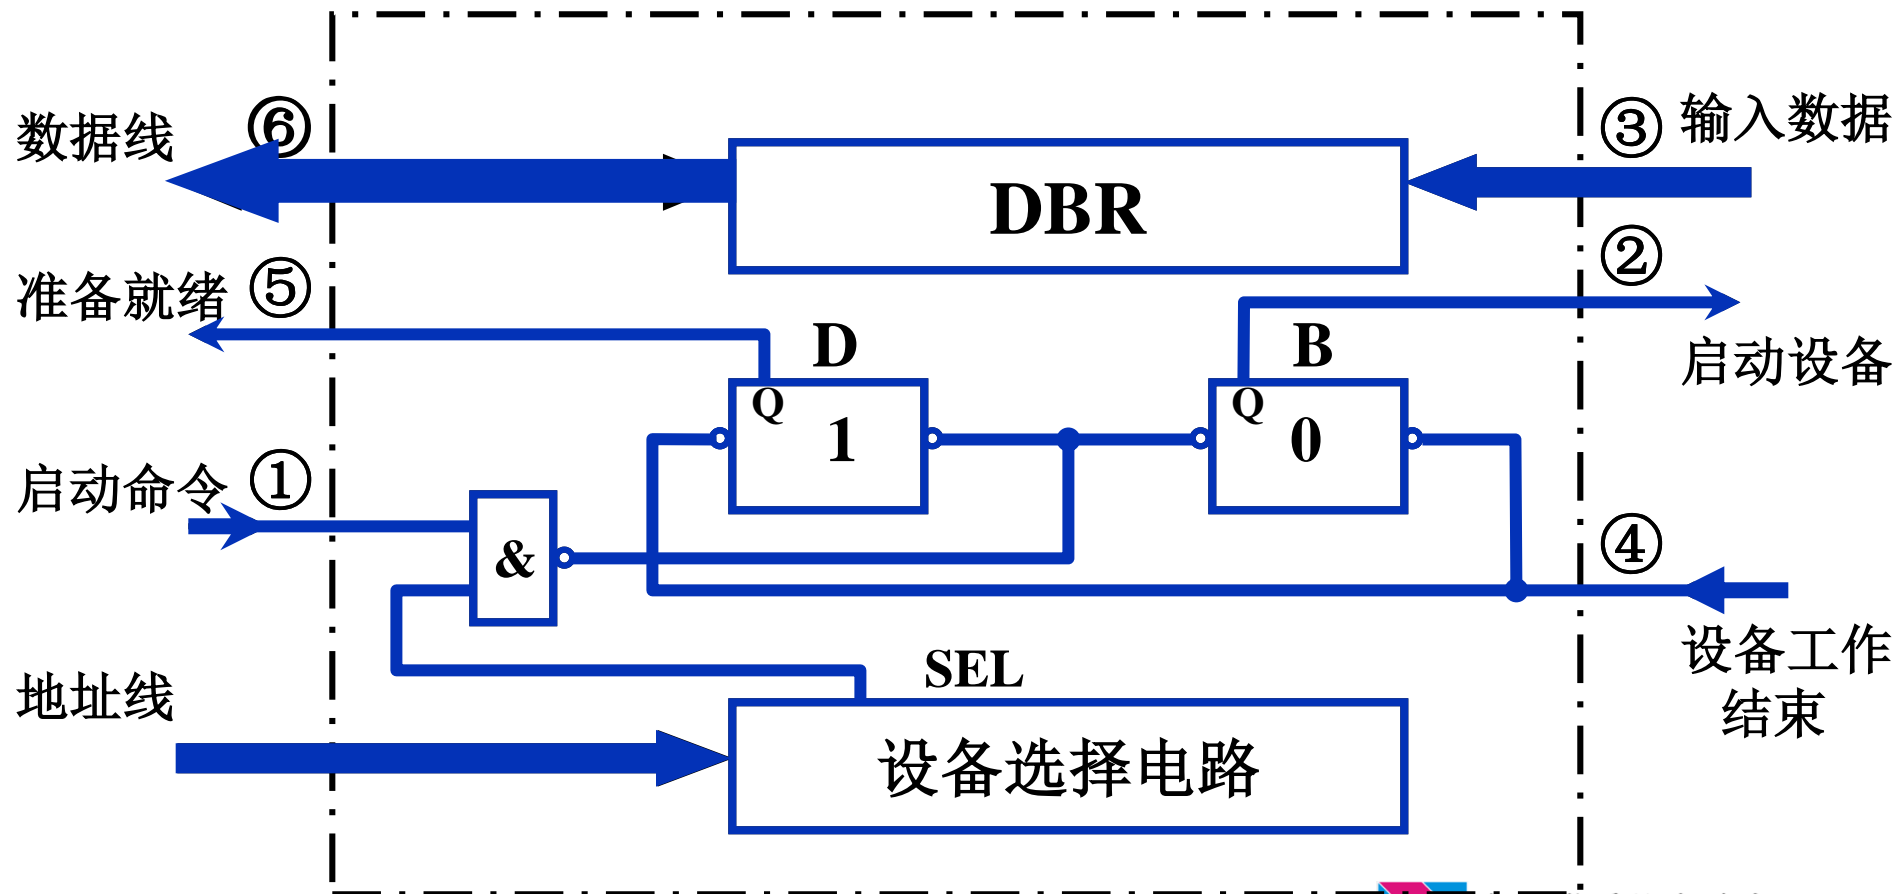 数据线 ⑥
③ 输入数据
DBR
②
准备就绪 ⑤
启动设备
D
B
Q
1
Q
0
启动命令 ①
&
④
设备工作
结束
SEL
地址线
设备选择电路